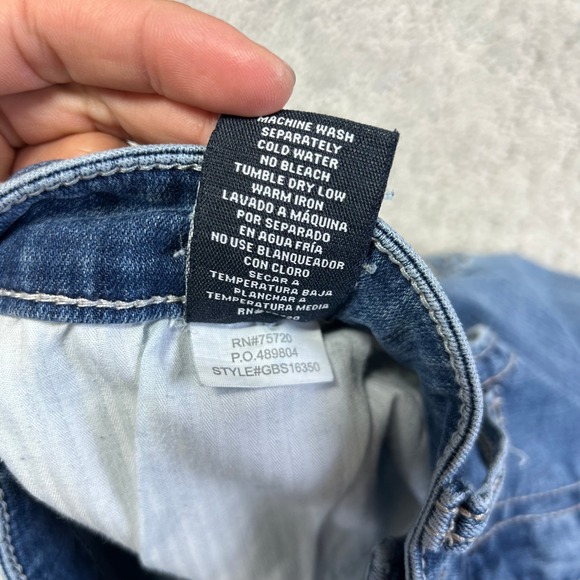 MACHINE WASH
SEPARATELY
COLD WATER
NO BLEACH
TUMBLE DRY LOW
WARM IRON
LAVADO A MÁQUINA
POR SEPARADO
EN AGUA FRÍA
NO USE BLANQUEADOR
CON CLORO
SECAR A
TEMPERATURA BAJA
PLANCHAR A
TEMPERATURA MEDIA
RN#
RN#75720
P.O.489804
STYLE#GBS16350